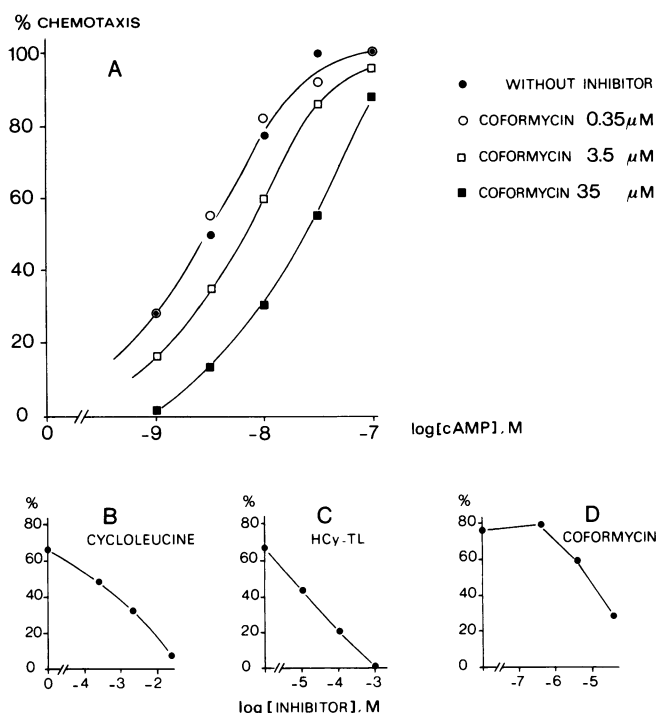 % CHEMOTAXIS
A
100
80
60
40
20
0
0
-9
-8
-7
log[cAMP], M
WITHOUT INHIBITOR
COFORMYCIN 0.35μM
COFORMYCIN 3.5 μM
COFORMYCIN 35 μM
%
B
CYCLOLEUCINE
80
60
40
20
0
0
-4
-3
-2
%
C
HCy-TL
80
60
40
20
0
-5
-4
-3
%
D
COFORMYCIN
80
60
40
20
0
-7
-6
-5
log[INHIBITOR], M